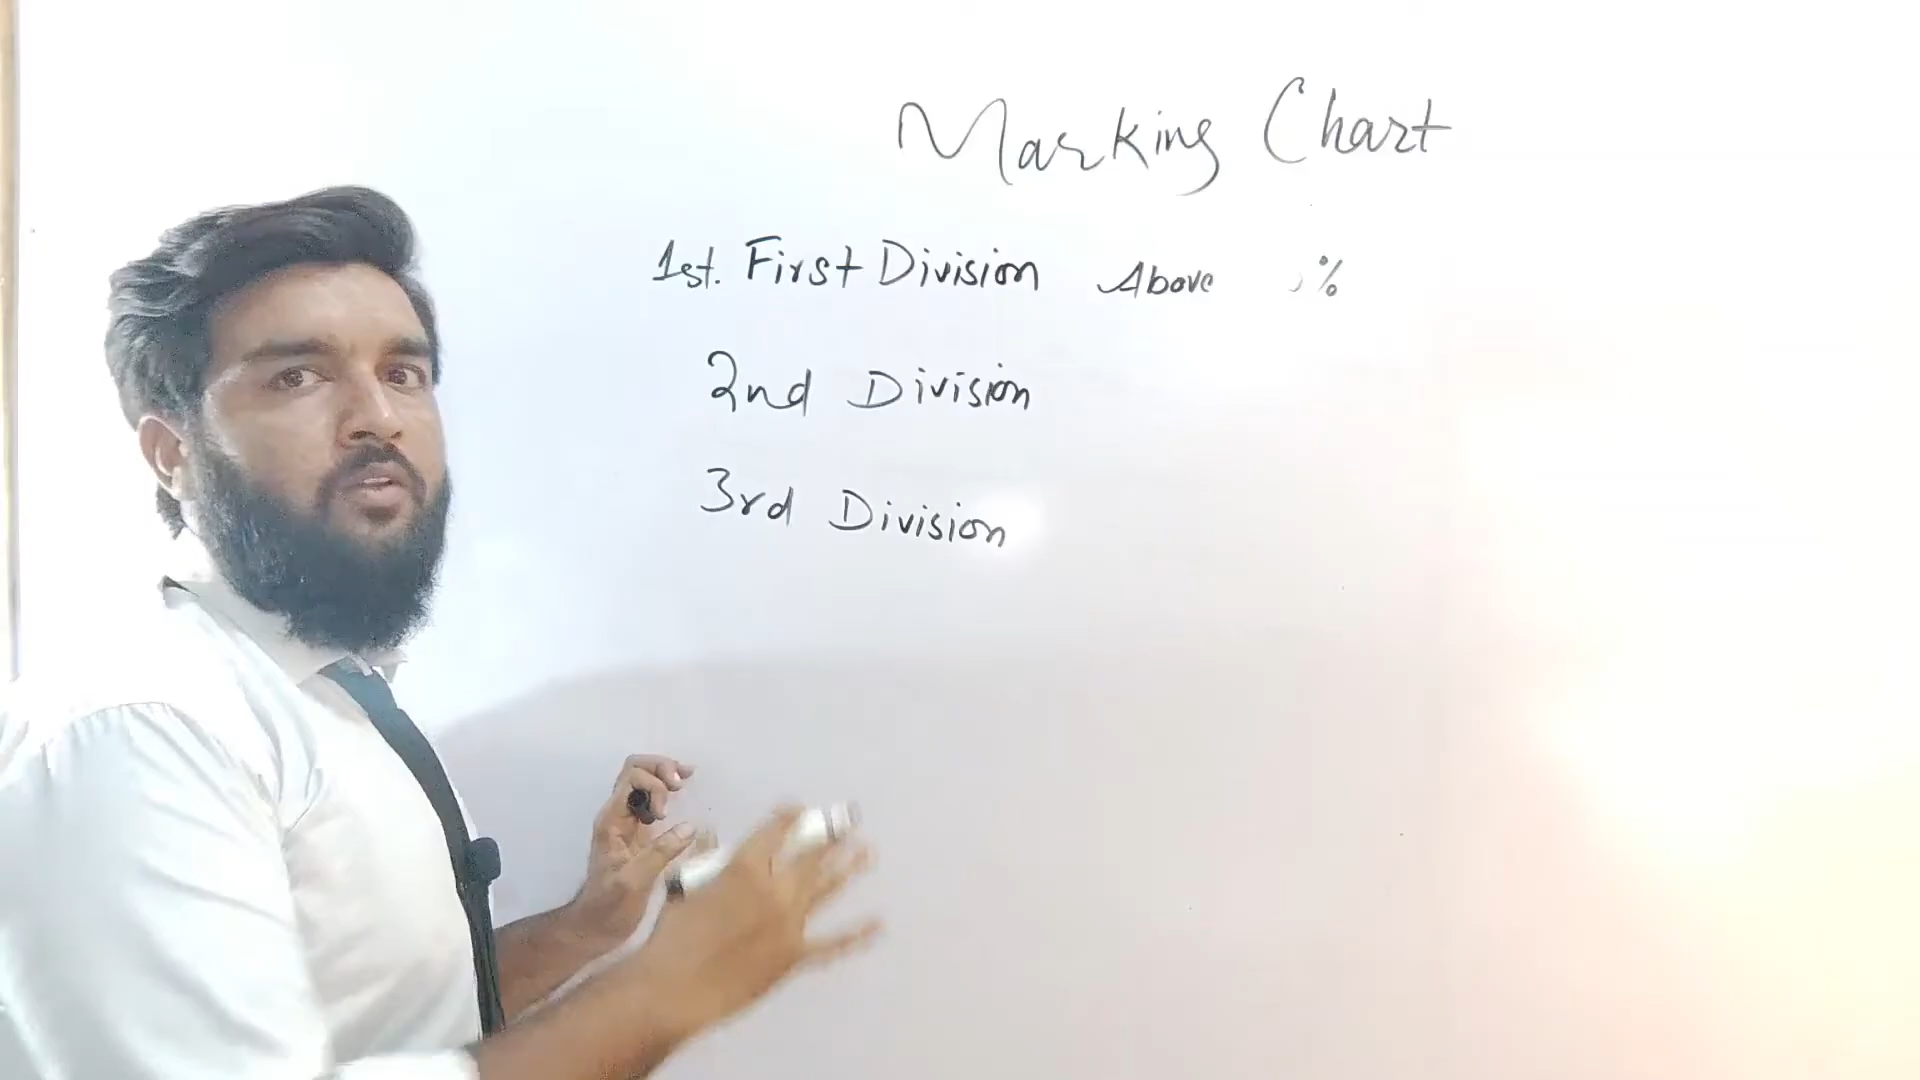 Marking Chart
1st. First Division Above %
2nd Division
3rd Division